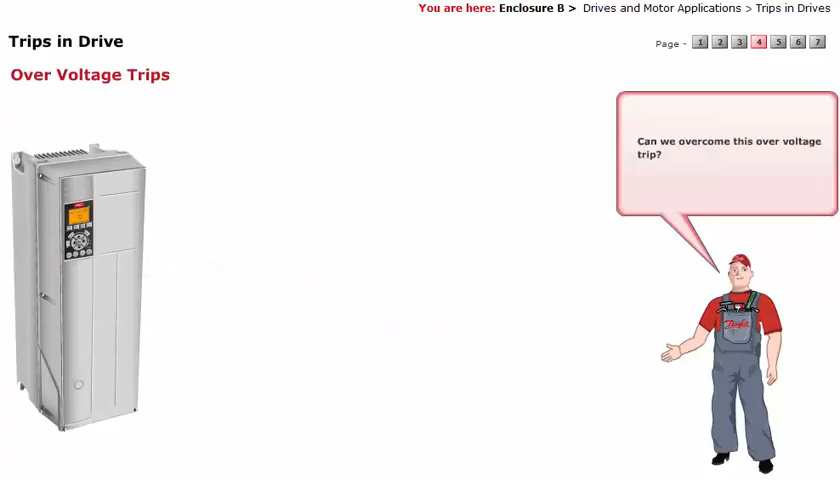 You are here: Enclosure B > Drives and Motor Applications > Trips in Drives
Trips in Drive
Page - 1 2 3 4 5 6 7
Over Voltage Trips
Can we overcome this over voltage
trip?
Danfoss